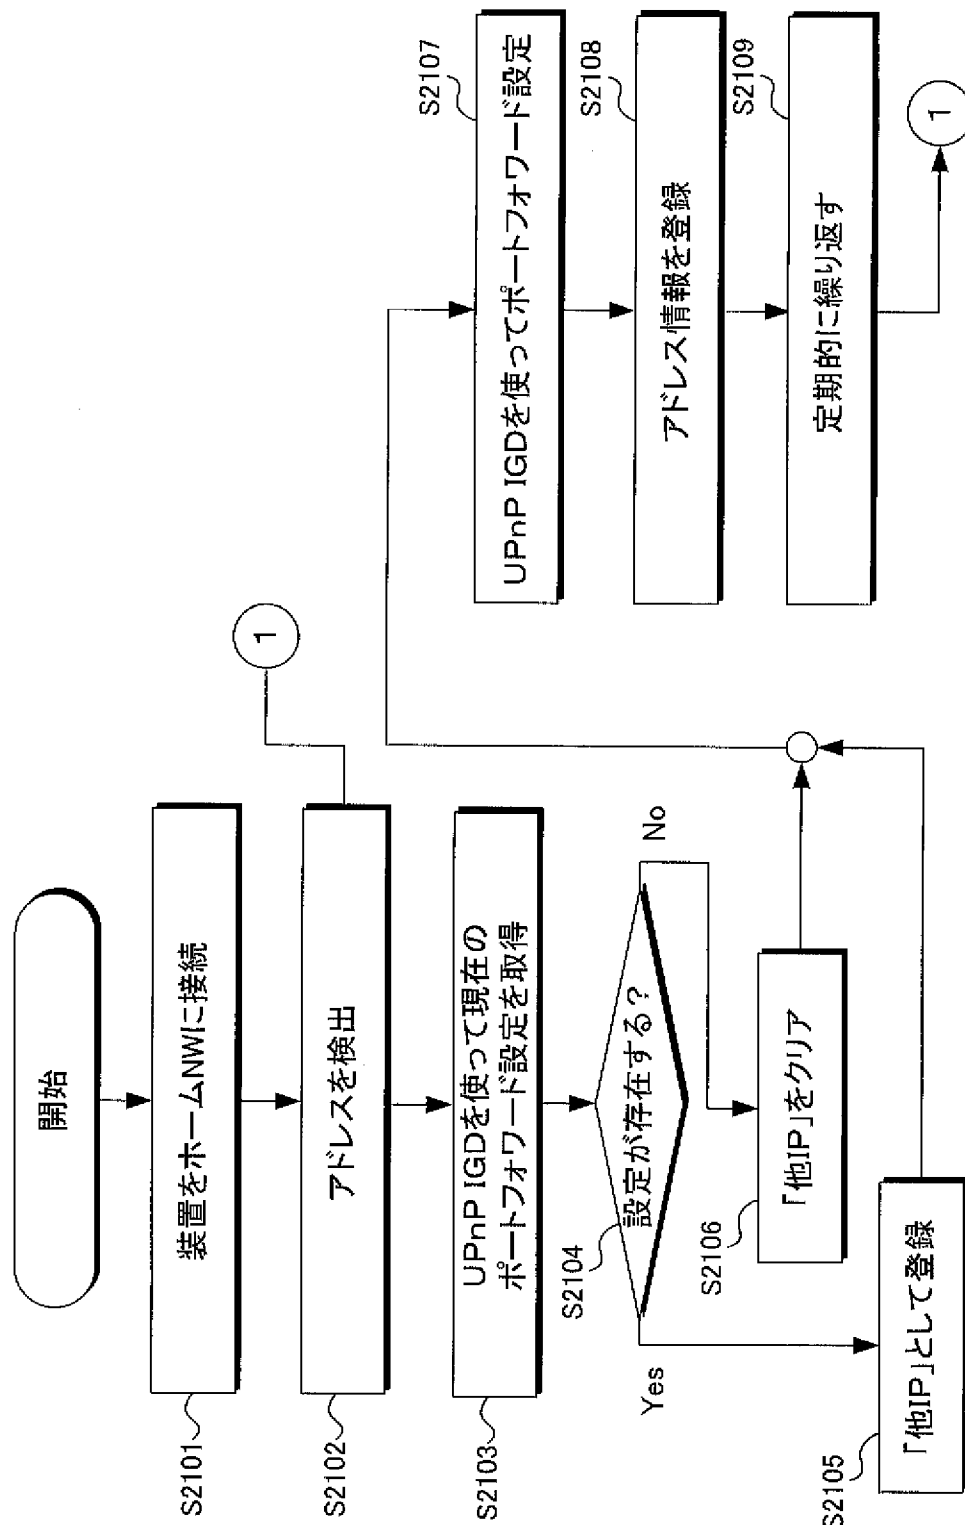 開始
装置をホームNWに接続
S2101
アドレスを検出
S2102
1
UPnP IGDを使って現在の
ポートフォワード設定を取得
S2103
設定が存在する?
S2104
Yes
No
「他IP」として登録
S2105
「他IP」をクリア
S2106
UPnP IGDを使ってポートフォワード設定
S2107
アドレス情報を登録
S2108
定期的に繰り返す
S2109
1